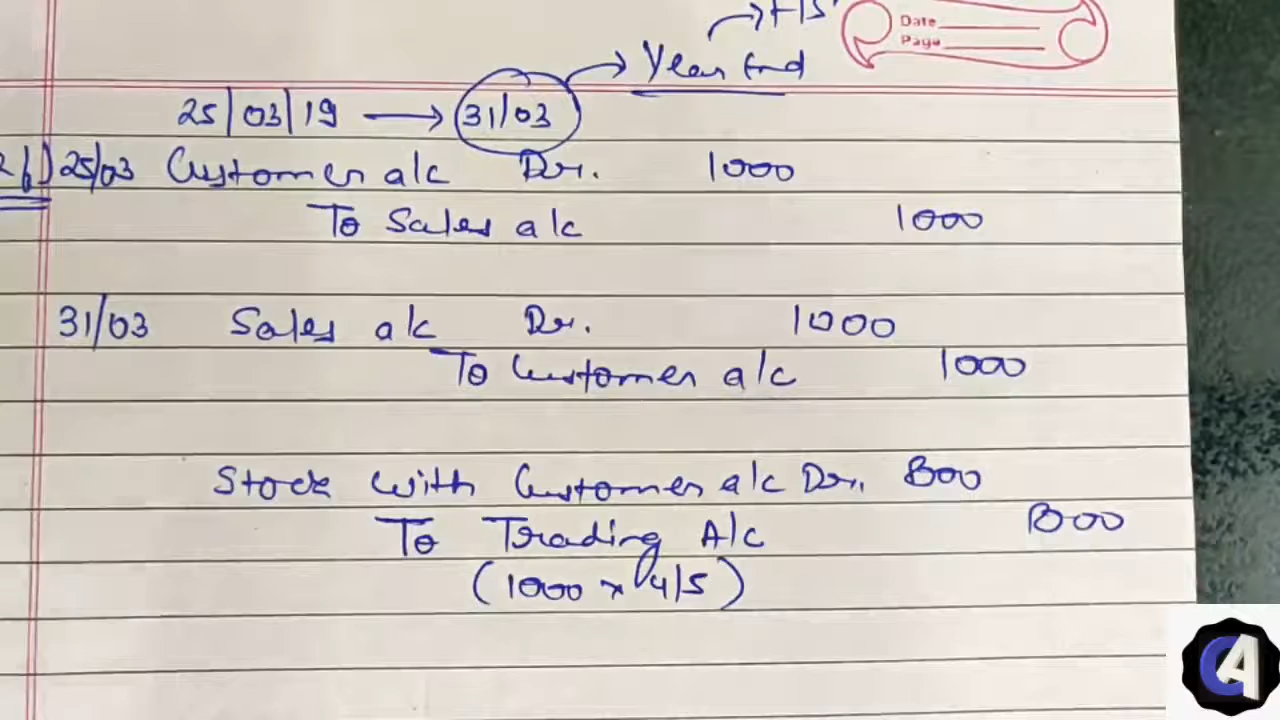 Date
Page
Year End
25/03/19 → 31/03
25/03 Customer a/c Dr. 1000
To Sales a/c 1000
31/03 Sales a/c Dr. 1000
To Customer a/c 1000
Stock with Customer a/c Dr. 800
To Trading A/c 800
(1000 x 4/5)
CA